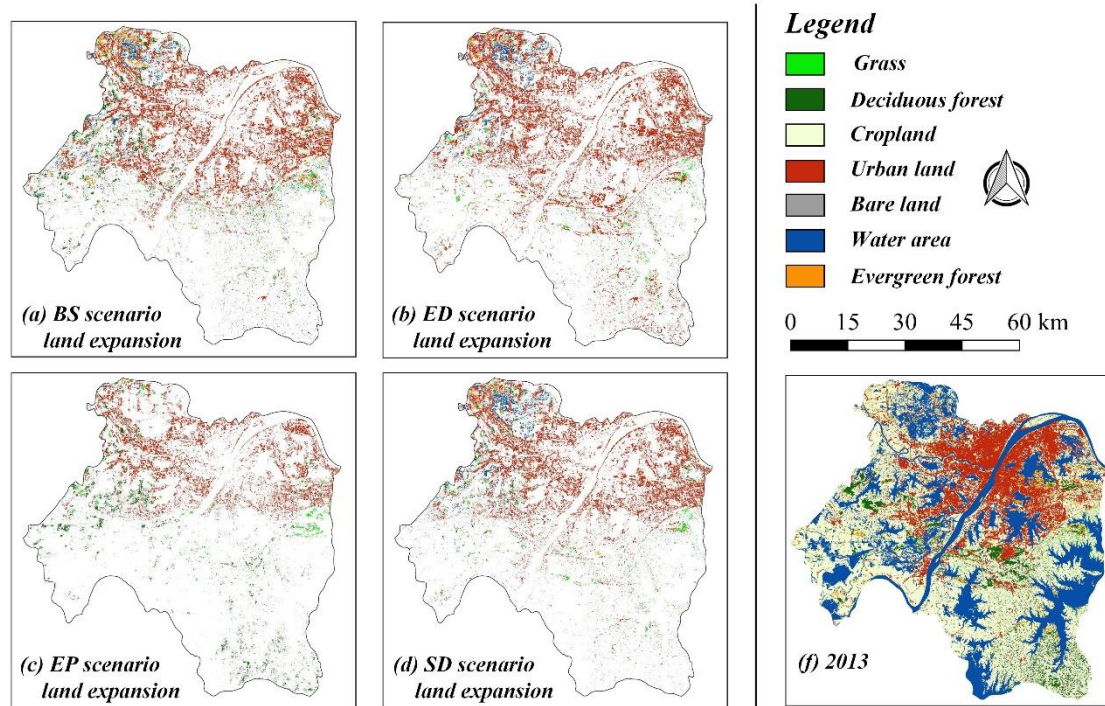 (a) BS scenario
land expansion
(b) ED scenario
land expansion
(c) EP scenario
land expansion
(d) SD scenario
land expansion
Legend
Grass
Deciduous forest
Cropland
Urban land
Bare land
Water area
Evergreen forest
0 15 30 45 60 km
(f) 2013